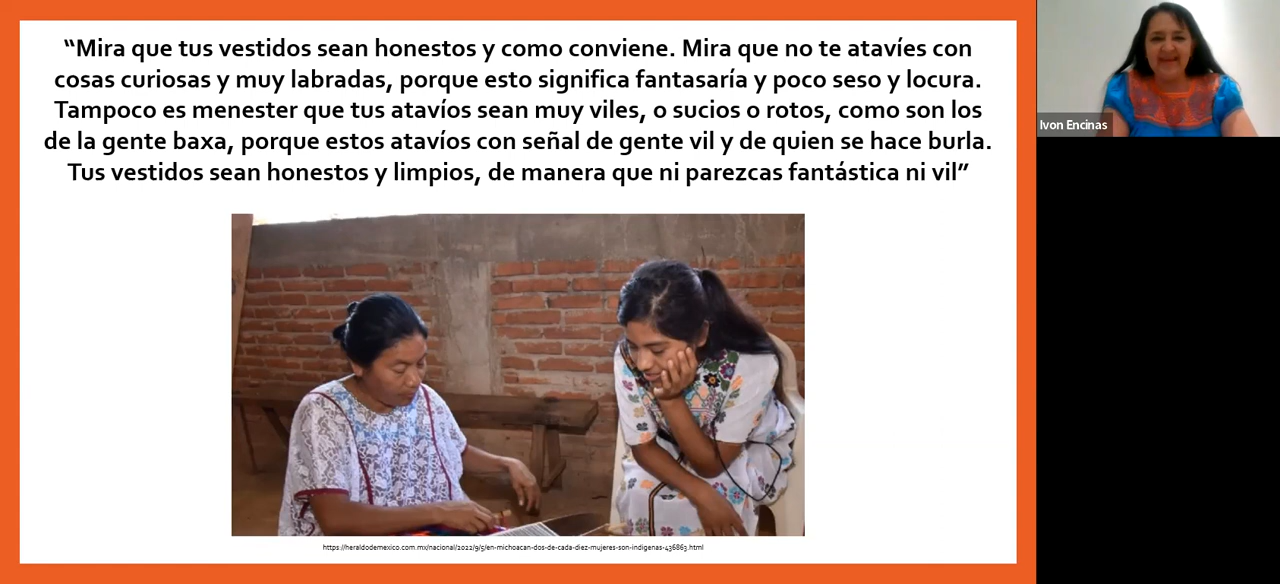 “Mira que tus vestidos sean honestos y como conviene. Mira que no te atavíes con
cosas curiosas y muy labradas, porque esto significa fantasaría y poco seso y locura.
Tampoco es menester que tus atavíos sean muy viles, o sucios o rotos, como son los
de la gente baxa, porque estos atavíos con señal de gente vil y de quien se hace burla.
Tus vestidos sean honestos y limpios, de manera que ni parezcas fantástica ni vil”
https://heraldodemexico.com.mx/nacional/2022/9/5/en-michoacan-dos-de-cada-diez-mujeres-son-indigenas-436863.html
Ivon Encinas